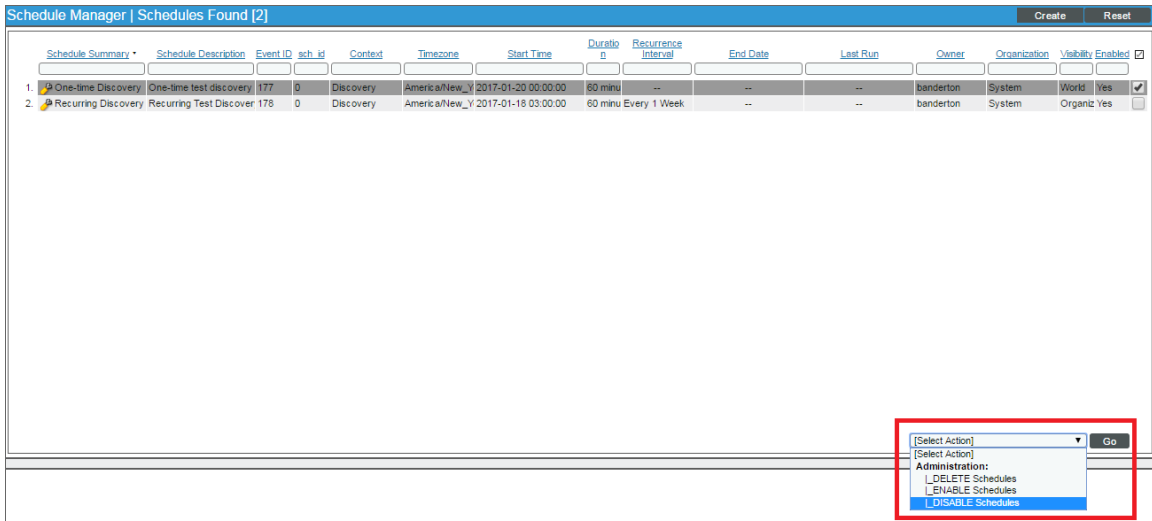 Schedule Manager | Schedules Found [2] Create Reset
Duratio Recurrence
Schedule Summary • Schedule Description Event ID sch_id Context Timezone Start Time n Interval End Date Last Run Owner Organization Visibility Enabled
1. One-time Discovery One-time test discovery 177 0 Discovery America/New_Y 2017-01-20 00:00:00 60 minu -- -- -- banderton System World Yes
2. Recurring Discovery Recurring Test Discover 178 0 Discovery America/New_Y 2017-01-18 03:00:00 60 minu Every 1 Week -- -- banderton System Organiz Yes
[Select Action] Go
[Select Action]
Administration:
|_DELETE Schedules
|_ENABLE Schedules
|_DISABLE Schedules